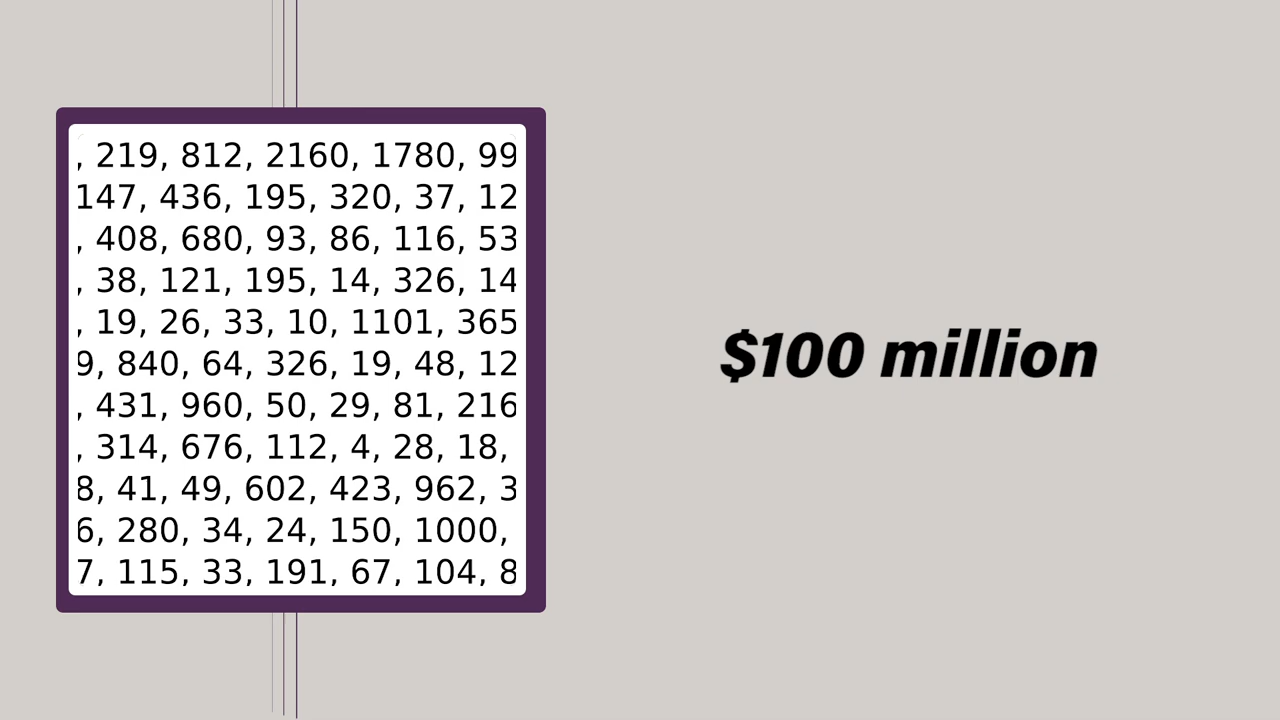 , 219, 812, 2160, 1780, 99
147, 436, 195, 320, 37, 12
, 408, 680, 93, 86, 116, 53
, 38, 121, 195, 14, 326, 14
, 19, 26, 33, 10, 1101, 365
9, 840, 64, 326, 19, 48, 12
, 431, 960, 50, 29, 81, 216
, 314, 676, 112, 4, 28, 18,
8, 41, 49, 602, 423, 962, 3
6, 280, 34, 24, 150, 1000,
7, 115, 33, 191, 67, 104, 8
$100 million